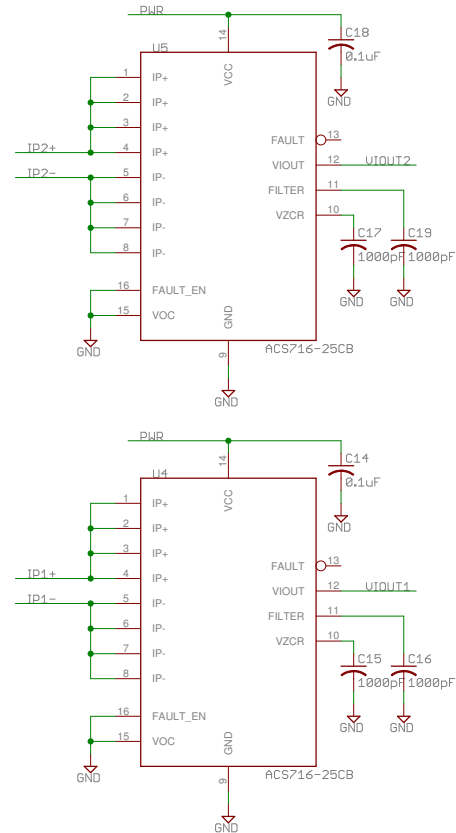 PWR
C18
0.1uF
GND
U5
14
VCC
1 IP+
2 IP+
3 IP+
IP2+ 4 IP+
IP2- 5 IP-
6 IP-
7 IP-
8 IP-
16 FAULT_EN
15 VOC
GND
FAULT 13
VIOUT 12 VIOUT2
FILTER 11
VZCR 10
C17 C19
1000pF 1000pF
GND GND
GND
9
ACS716-25CB
GND
PWR
C14
0.1uF
GND
U4
14
VCC
1 IP+
2 IP+
3 IP+
IP1+ 4 IP+
IP1- 5 IP-
6 IP-
7 IP-
8 IP-
16 FAULT_EN
15 VOC
GND
FAULT 13
VIOUT 12 VIOUT1
FILTER 11
VZCR 10
C15 C16
1000pF 1000pF
GND GND
GND
9
ACS716-25CB
GND